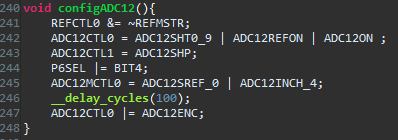 240 void configADC12(){
241 REFCTL0 &= ~REFMSTR;
242 ADC12CTL0 = ADC12SHT0_9 | ADC12REFON | ADC12ON ;
243 ADC12CTL1 = ADC12SHP;
244 P6SEL |= BIT4;
245 ADC12MCTL0 = ADC12SREF_0 | ADC12INCH_4;
246 __delay_cycles(100);
247 ADC12CTL0 |= ADC12ENC;
248 }